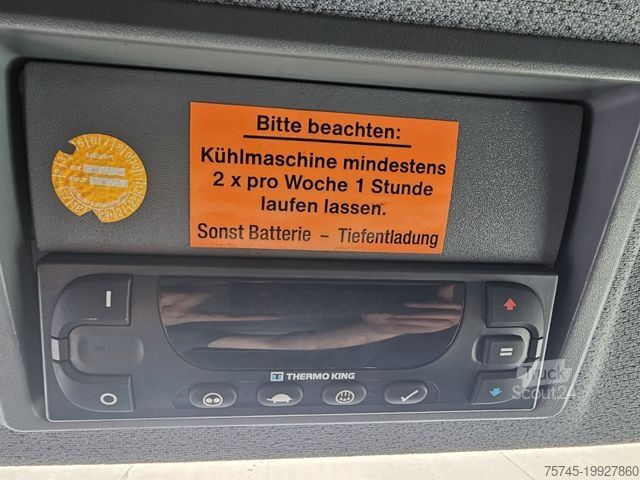 Bitte beachten:
Kühlmaschine mindestens
2 x pro Woche 1 Stunde
laufen lassen.
Sonst Batterie – Tiefentladung
THERMO KING
Truck
Scout24
75745-19927860